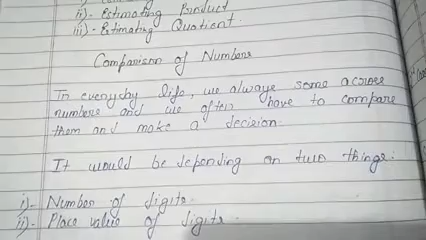 ii)- Estimating Product
iii)- Estimating Quotient.
Comparison of Numbers
In everyday life, we always some across
numbers and we often have to compare
them and make a decision.
It would be depending on two things:
i)- Number of digits.
ii)- Place value of digits.